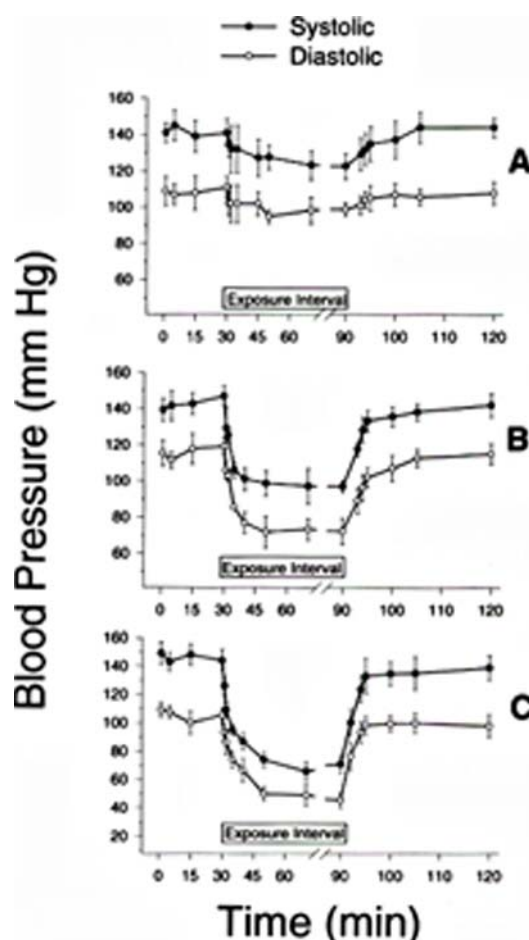 Systolic
Diastolic
Blood Pressure (mm Hg)
160
140
120
100
80
60
Exposure Interval
0 15 30 45 60 90 100 110 120
A
160
140
120
100
80
60
Exposure Interval
0 15 30 45 60 90 100 110 120
B
160
140
120
100
80
60
40
20
Exposure Interval
0 15 30 45 60 90 100 110 120
C
Time (min)